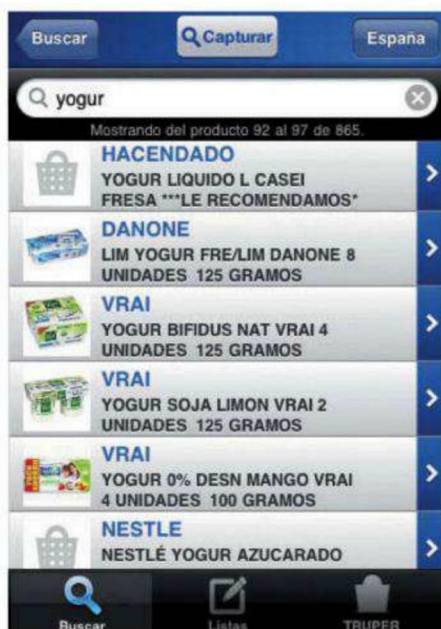 Buscar
Capturar
España
yogur
Mostrando del producto 92 al 97 de 865.
HACENDADO
YOGUR LIQUIDO L CASEI
FRESA ***LE RECOMENDAMOS*
DANONE
LIM YOGUR FRE/LIM DANONE 8
UNIDADES 125 GRAMOS
VRAI
YOGUR BIFIDUS NAT VRAI 4
UNIDADES 125 GRAMOS
VRAI
YOGUR SOJA LIMON VRAI 2
UNIDADES 125 GRAMOS
VRAI
YOGUR 0% DESN MANGO VRAI
4 UNIDADES 100 GRAMOS
NESTLE
NESTLÉ YOGUR AZUCARADO
Buscar
Listas
TRUPER